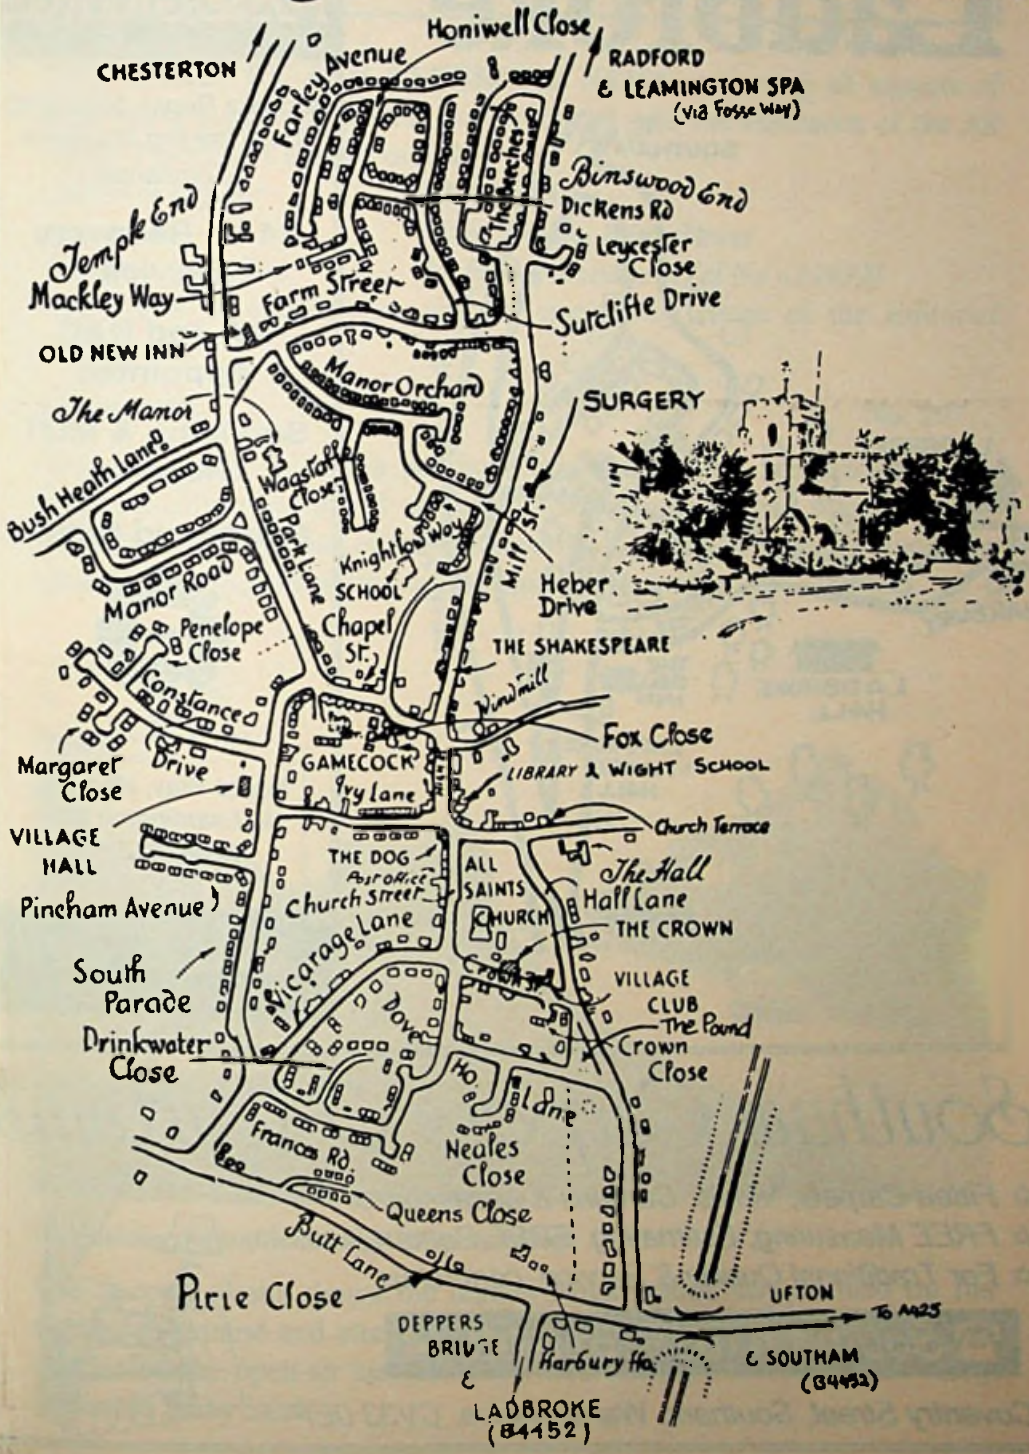 Honiwell Close
CHESTERTON
Farley Avenue
RADFORD
& LEAMINGTON SPA
(via Fosse Way)
The Beeches
Binswood End
Dickens Rd
Leycester
Close
Temple End
Mackley Way
Farm Street
Sutcliffe Drive
OLD NEW INN
Manor Orchard
The Manor
SURGERY
Bush Heath Lane
Wagstaff
Close
Park Lane
Knightlow Way
Mill St.
SCHOOL
Manor Road
Heber
Drive
Penelope
Close
Chapel
St.
THE SHAKESPEARE
Constance
Drive
Windmill
Margaret
Close
Fox Close
GAMECOCK
High St
LIBRARY & WIGHT SCHOOL
Ivy Lane
VILLAGE
HALL
Church Terrace
THE DOG
Post Office
Church Street
ALL
SAINTS
CHURCH
The Hall
Hall Lane
Pincham Avenue
THE CROWN
Vicarage Lane
Crown St
South
Parade
VILLAGE
CLUB
The Pound
Crown
Close
Dove
Ho.
Lane
Drinkwater
Close
Frances Rd.
Neales
Close
Queens Close
Butt Lane
Pirie Close
UFTON
To A425
DEPPERS
BRIDGE
&
LADBROKE
(B4452)
Harbury Ho.
& SOUTHAM
(B4452)